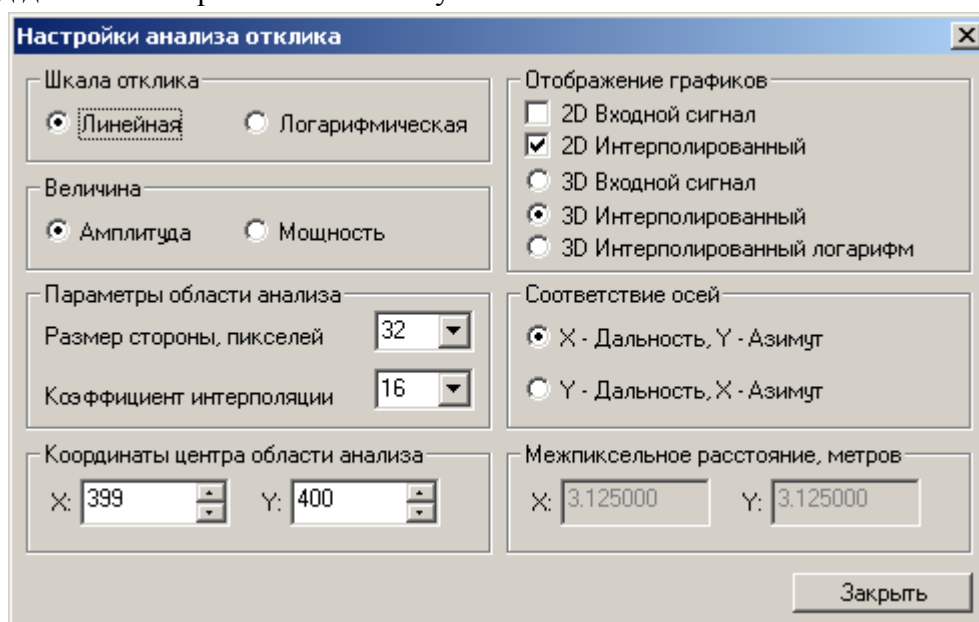 Настройки анализа отклика
Шкала отклика
Линейная Логарифмическая
Величина
Амплитуда Мощность
Параметры области анализа
Размер стороны, пикселей 32
Коэффициент интерполяции 16
Координаты центра области анализа
X: 399 Y: 400
Отображение графиков
2D Входной сигнал
2D Интерполированный
3D Входной сигнал
3D Интерполированный
3D Интерполированный логарифм
Соответствие осей
X - Дальность, Y - Азимут
Y - Дальность, X - Азимут
Межпиксельное расстояние, метров
X: 3.125000 Y: 3.125000
Закрыть